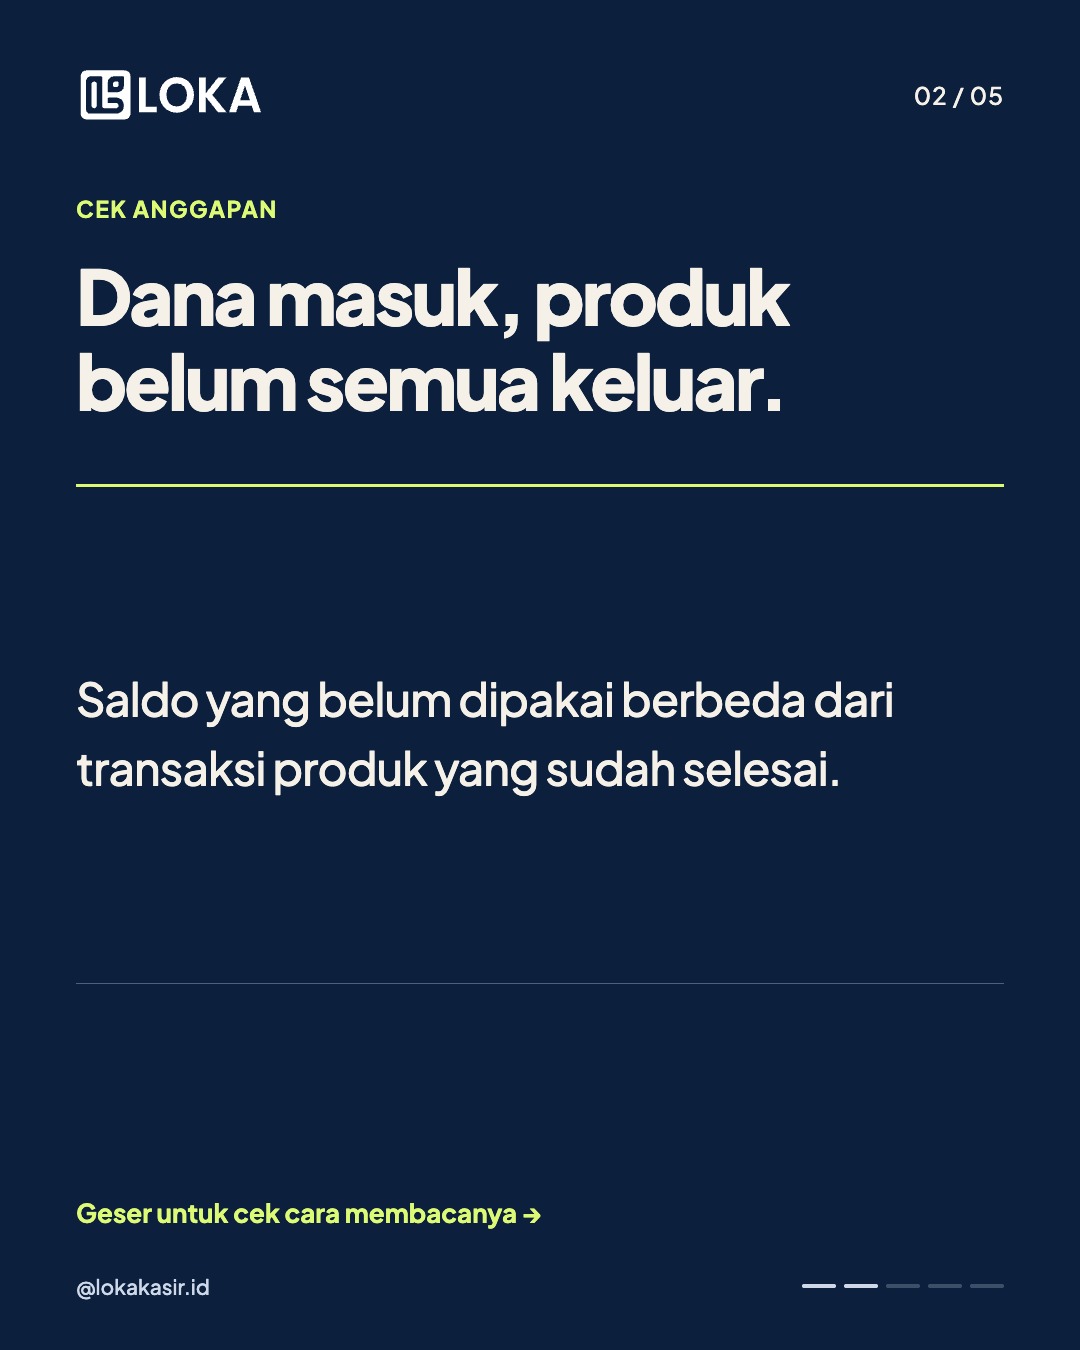 LOKA
02 / 05
CEK ANGGAPAN
Dana masuk, produk
belum semua keluar.
Saldo yang belum dipakai berbeda dari
transaksi produk yang sudah selesai.
Geser untuk cek cara membacanya →
@lokakasir.id